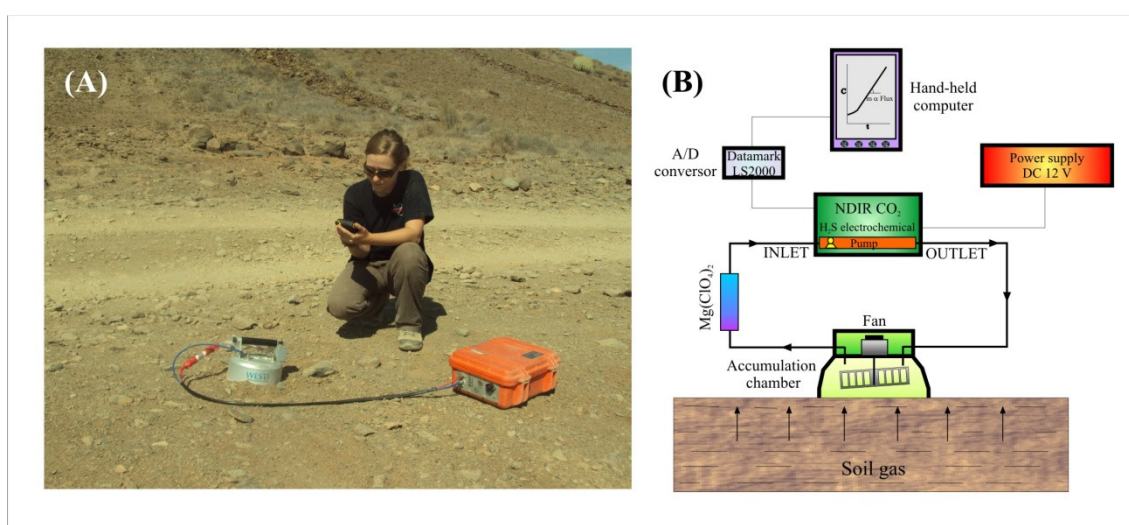 (A)
WEST
(B)
C
m α Flux
t
Hand-held
computer
A/D
conversor
Datamark
LS2000
Power supply
DC 12 V
NDIR CO₂
H₂S electrochemical
Pump
INLET
OUTLET
Mg(ClO₄)₂
Fan
Accumulation
chamber
Soil gas